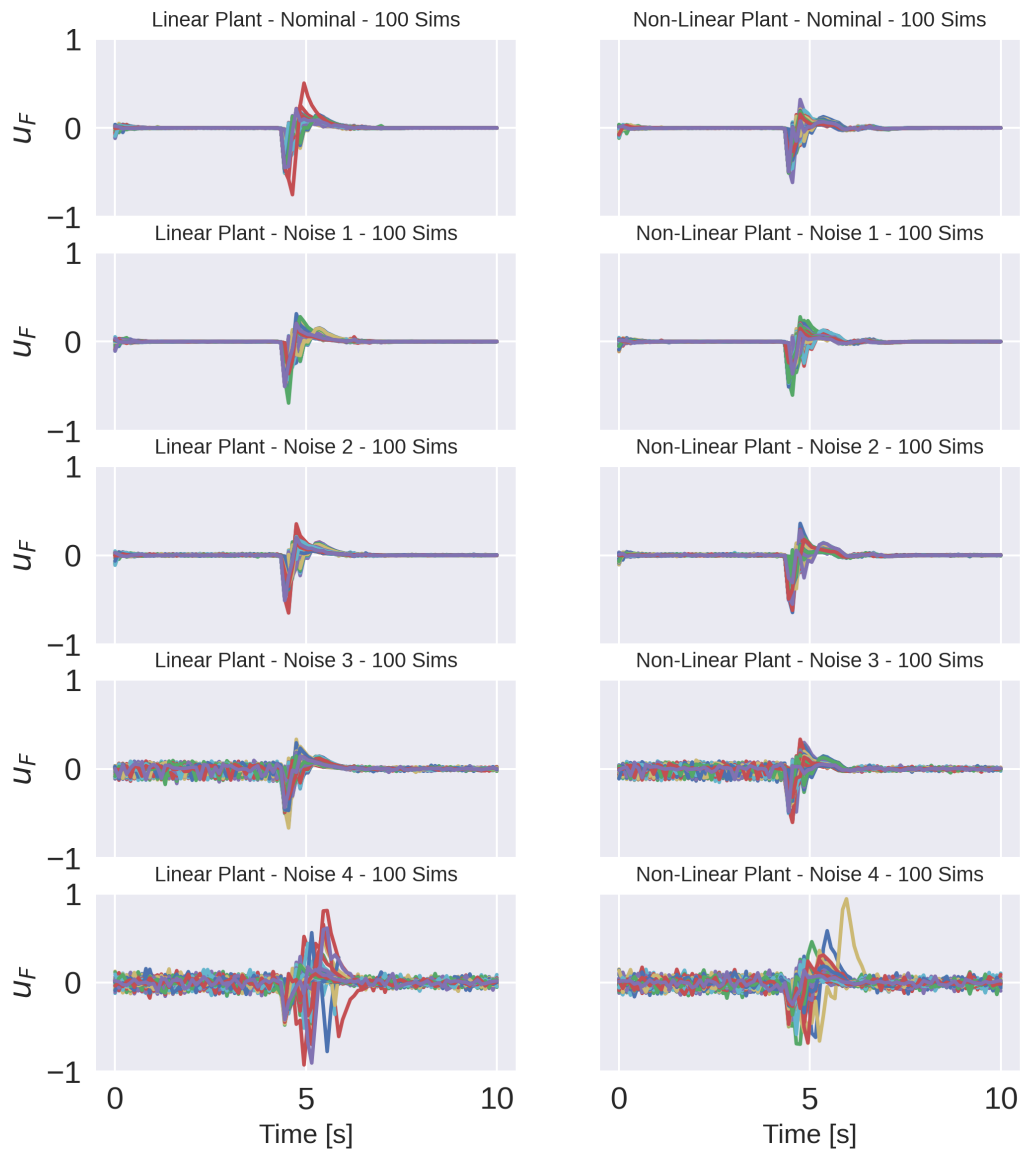 Linear Plant - Nominal - 100 Sims
Non-Linear Plant - Nominal - 100 Sims
1
0
−1
u_F
Linear Plant - Noise 1 - 100 Sims
Non-Linear Plant - Noise 1 - 100 Sims
1
0
−1
u_F
Linear Plant - Noise 2 - 100 Sims
Non-Linear Plant - Noise 2 - 100 Sims
1
0
−1
u_F
Linear Plant - Noise 3 - 100 Sims
Non-Linear Plant - Noise 3 - 100 Sims
1
0
−1
u_F
Linear Plant - Noise 4 - 100 Sims
Non-Linear Plant - Noise 4 - 100 Sims
1
0
−1
u_F
0 5 10
0 5 10
Time [s]
Time [s]